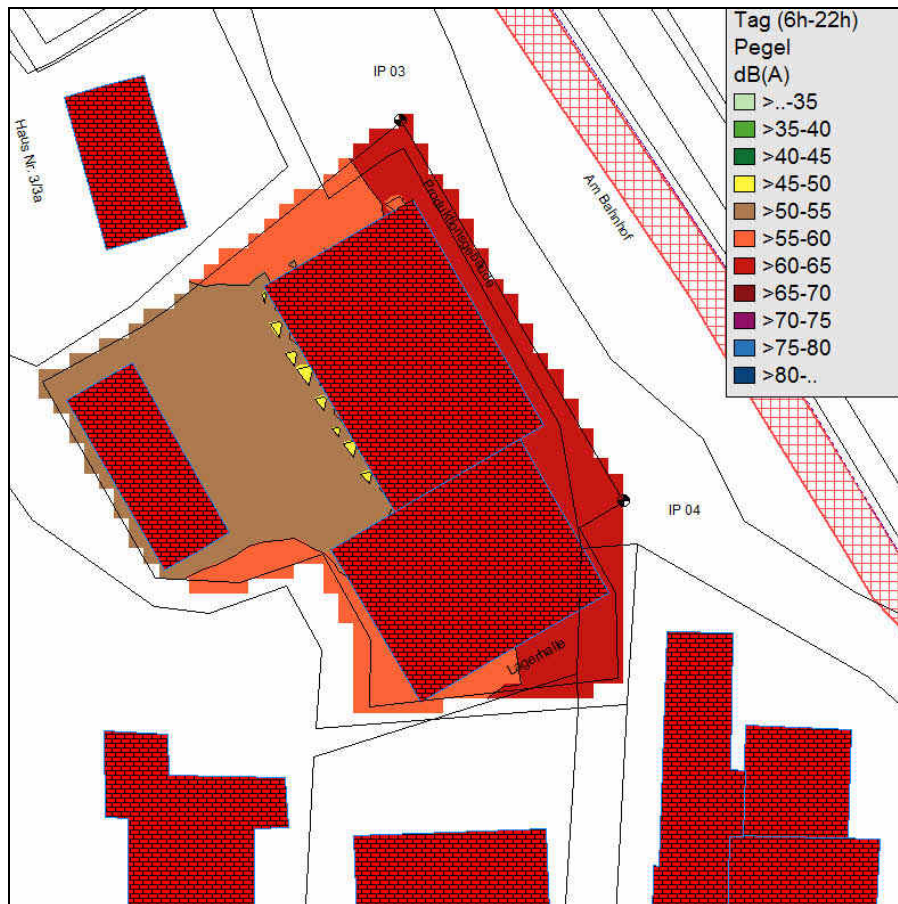 Tag (6h-22h)
Pegel
dB(A)
>..-35
>35-40
>40-45
>45-50
>50-55
>55-60
>60-65
>65-70
>70-75
>75-80
>80-..
IP 03
Haus Nr. 3/3a
Am Bahnhof
Produktionsgebäude
IP 04
Lagerhalle